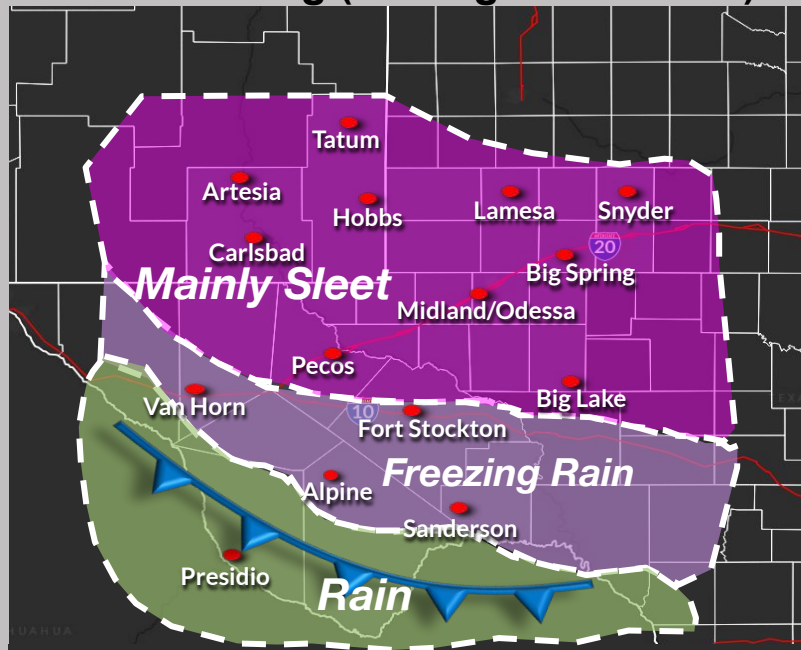 Tatum
Artesia
Hobbs
Lamesa
Snyder
Carlsbad
20
Big Spring
Mainly Sleet
Midland/Odessa
Pecos
Big Lake
Van Horn
10
Fort Stockton
Freezing Rain
Alpine
Sanderson
Presidio
Rain